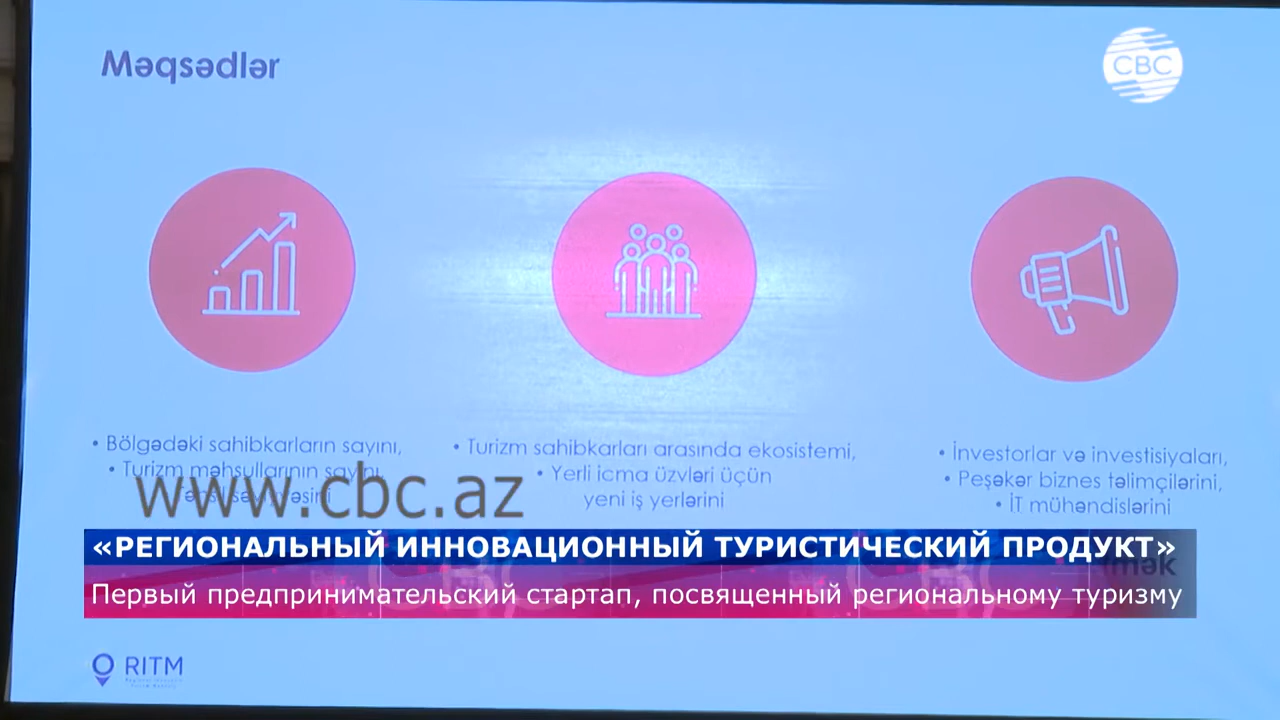 Məqsədlər
CBC
• Bölgədəki sahibkarların sayını,
• Turizm məhsullarının sayını,
• Turizm sahibkarları arasında ekosistemi,
• Yerli icma üzvləri üçün
yeni iş yerlərini
• İnvestorlar və investisiyaları,
• Peşəkar biznes təlimçilərini,
• İT mühəndislərini
www.cbc.az
«РЕГИОНАЛЬНЫЙ ИННОВАЦИОННЫЙ ТУРИСТИЧЕСКИЙ ПРОДУКТ»
Первый предпринимательский стартап, посвященный региональному туризму
RITM